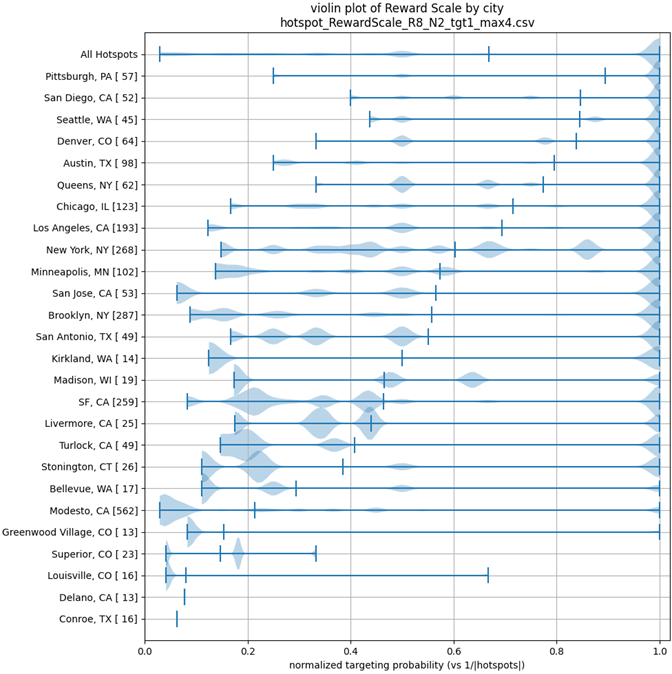 violin plot of Reward Scale by city
hotspot_RewardScale_R8_N2_tgt1_max4.csv
All Hotspots
Pittsburgh, PA [ 57]
San Diego, CA [ 52]
Seattle, WA [ 45]
Denver, CO [ 64]
Austin, TX [ 98]
Queens, NY [ 62]
Chicago, IL [123]
Los Angeles, CA [193]
New York, NY [268]
Minneapolis, MN [102]
San Jose, CA [ 53]
Brooklyn, NY [287]
San Antonio, TX [ 49]
Kirkland, WA [ 14]
Madison, WI [ 19]
SF, CA [259]
Livermore, CA [ 25]
Turlock, CA [ 49]
Stonington, CT [ 26]
Bellevue, WA [ 17]
Modesto, CA [562]
Greenwood Village, CO [ 13]
Superior, CO [ 23]
Louisville, CO [ 16]
Delano, CA [ 13]
Conroe, TX [ 16]
0.0 0.2 0.4 0.6 0.8 1.0
normalized targeting probability (vs 1/|hotspots|)